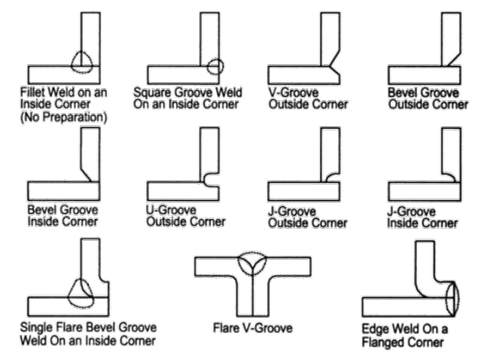 Fillet Weld on an
Inside Corner
(No Preparation)
Square Groove Weld
On an Inside Corner
V-Groove
Outside Corner
Bevel Groove
Outside Corner
Bevel Groove
Inside Corner
U-Groove
Outside Corner
J-Groove
Outside Corner
J-Groove
Inside Corner
Single Flare Bevel Groove
Weld On an Inside Corner
Flare V-Groove
Edge Weld On a
Flanged Corner